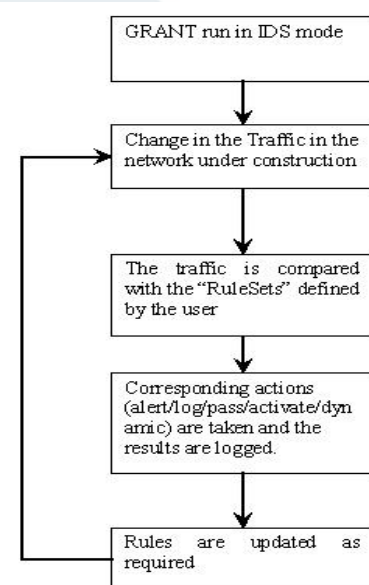 GRANT run in IDS mode
Change in the Traffic in the
network under construction
The traffic is compared
with the “RuleSets” defined
by the user
Corresponding actions
(alert/log/pass/activate/dyn
amic) are taken and the
results are logged.
Rules are updated as
required